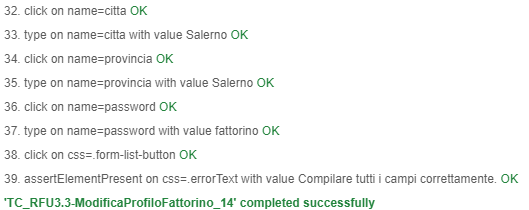 32. click on name=citta OK
33. type on name=citta with value Salerno OK
34. click on name=provincia OK
35. type on name=provincia with value Salerno OK
36. click on name=password OK
37. type on name=password with value fattorino OK
38. click on css=.form-list-button OK
39. assertElementPresent on css=.errorText with value Compilare tutti i campi correttamente. OK
'TC_RFU3.3-ModificaProfiloFattorino_14' completed successfully